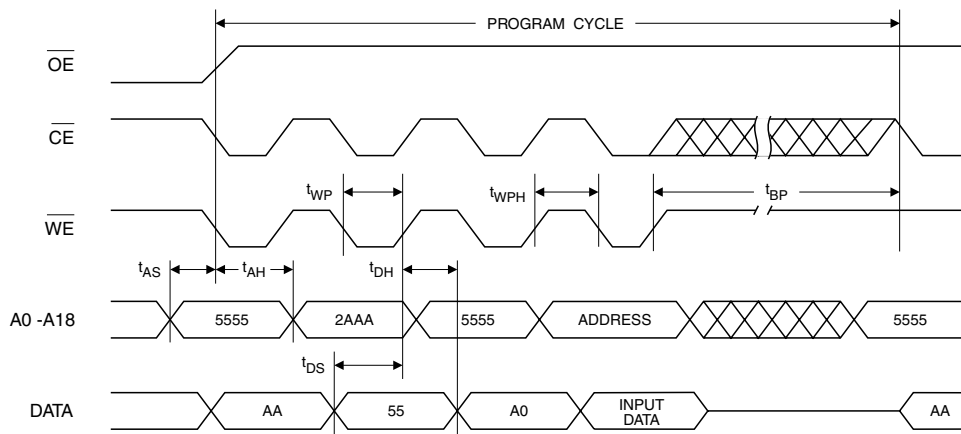 PROGRAM CYCLE
OE
CE
tWP
tWPH
tBP
WE
tAS
tAH
tDH
A0 -A18
5555
2AAA
5555
ADDRESS
5555
tDS
DATA
AA
55
A0
INPUT
DATA
AA